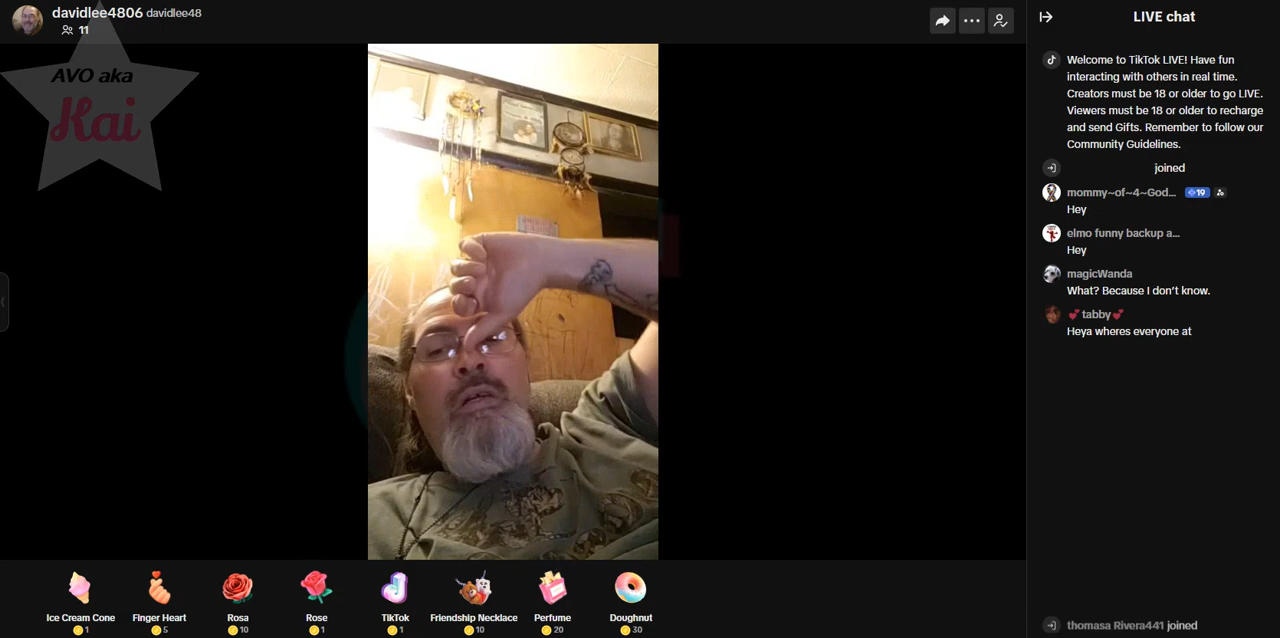 davidlee4806 davidlee48
11
AVO aka
Kai
LIVE chat
Welcome to TikTok LIVE! Have fun
interacting with others in real time.
Creators must be 18 or older to go LIVE.
Viewers must be 18 or older to recharge
and send Gifts. Remember to follow our
Community Guidelines.
joined
mommy~of~4~God... 19
Hey
elmo funny backup a...
Hey
magicWanda
What? Because I don't know.
💕tabby💕
Heya wheres everyone at
thomasa Rivera441 joined
Ice Cream Cone
1
Finger Heart
5
Rosa
10
Rose
1
TikTok
1
Friendship Necklace
10
Perfume
20
Doughnut
30